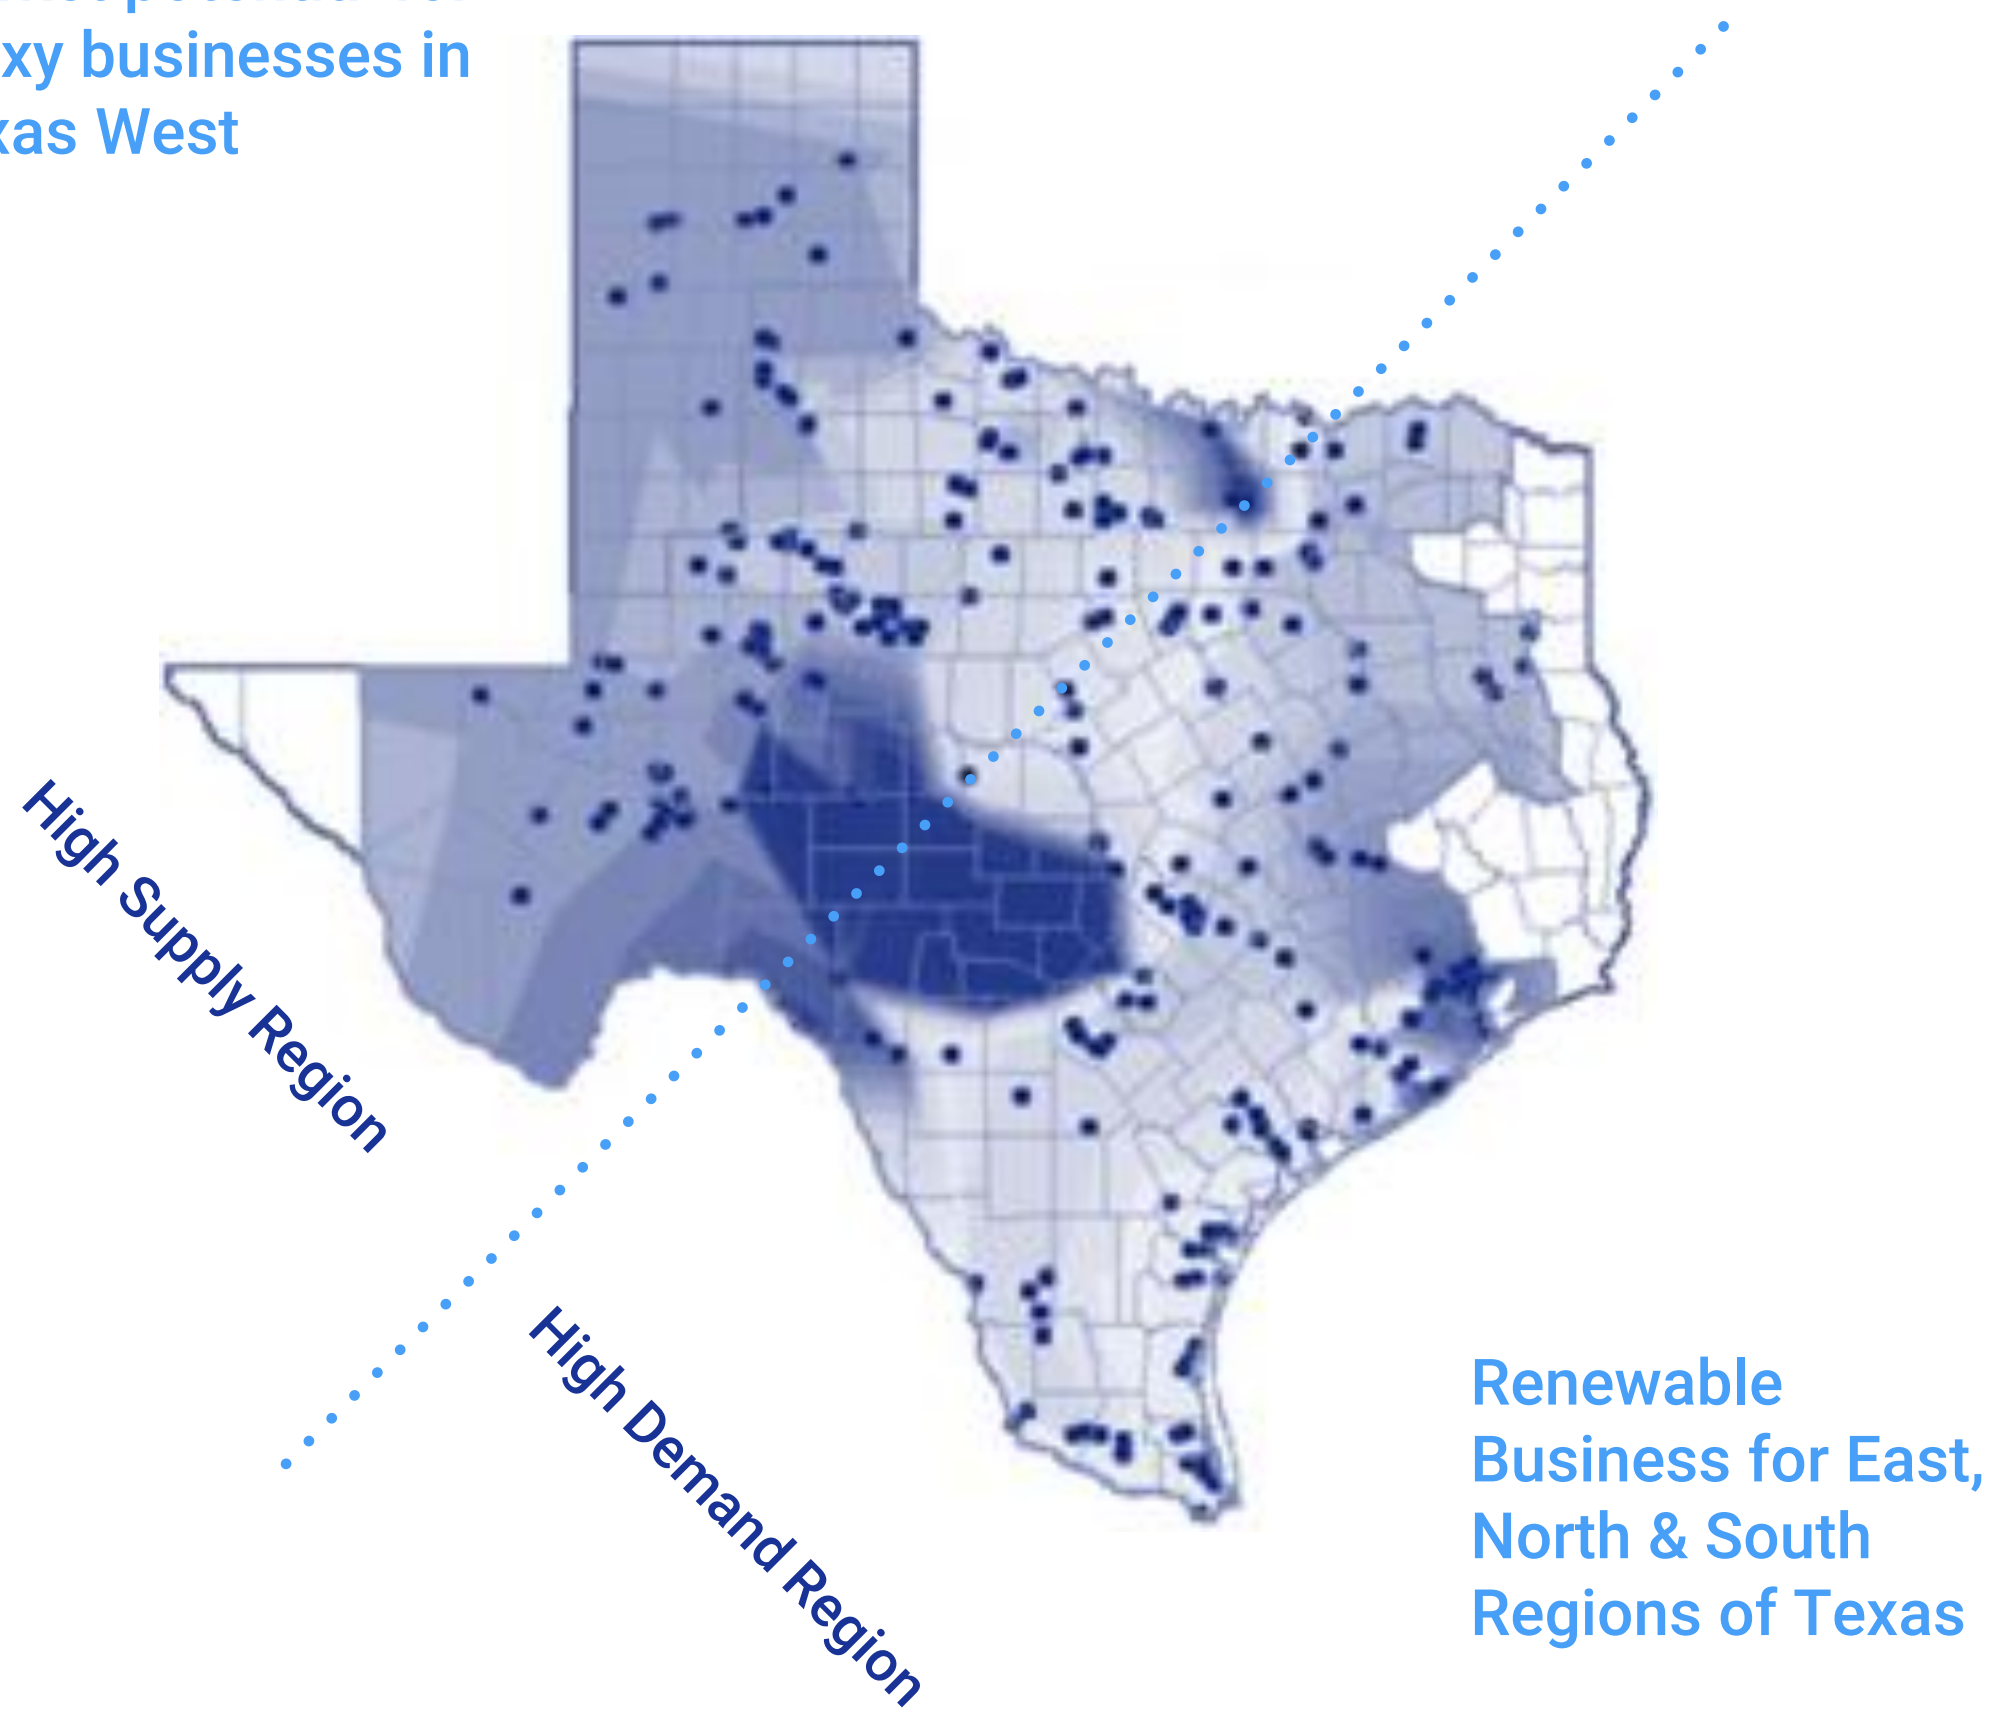 xy businesses in
xas West
High Supply Region
High Demand Region
Renewable
Business for East,
North & South
Regions of Texas